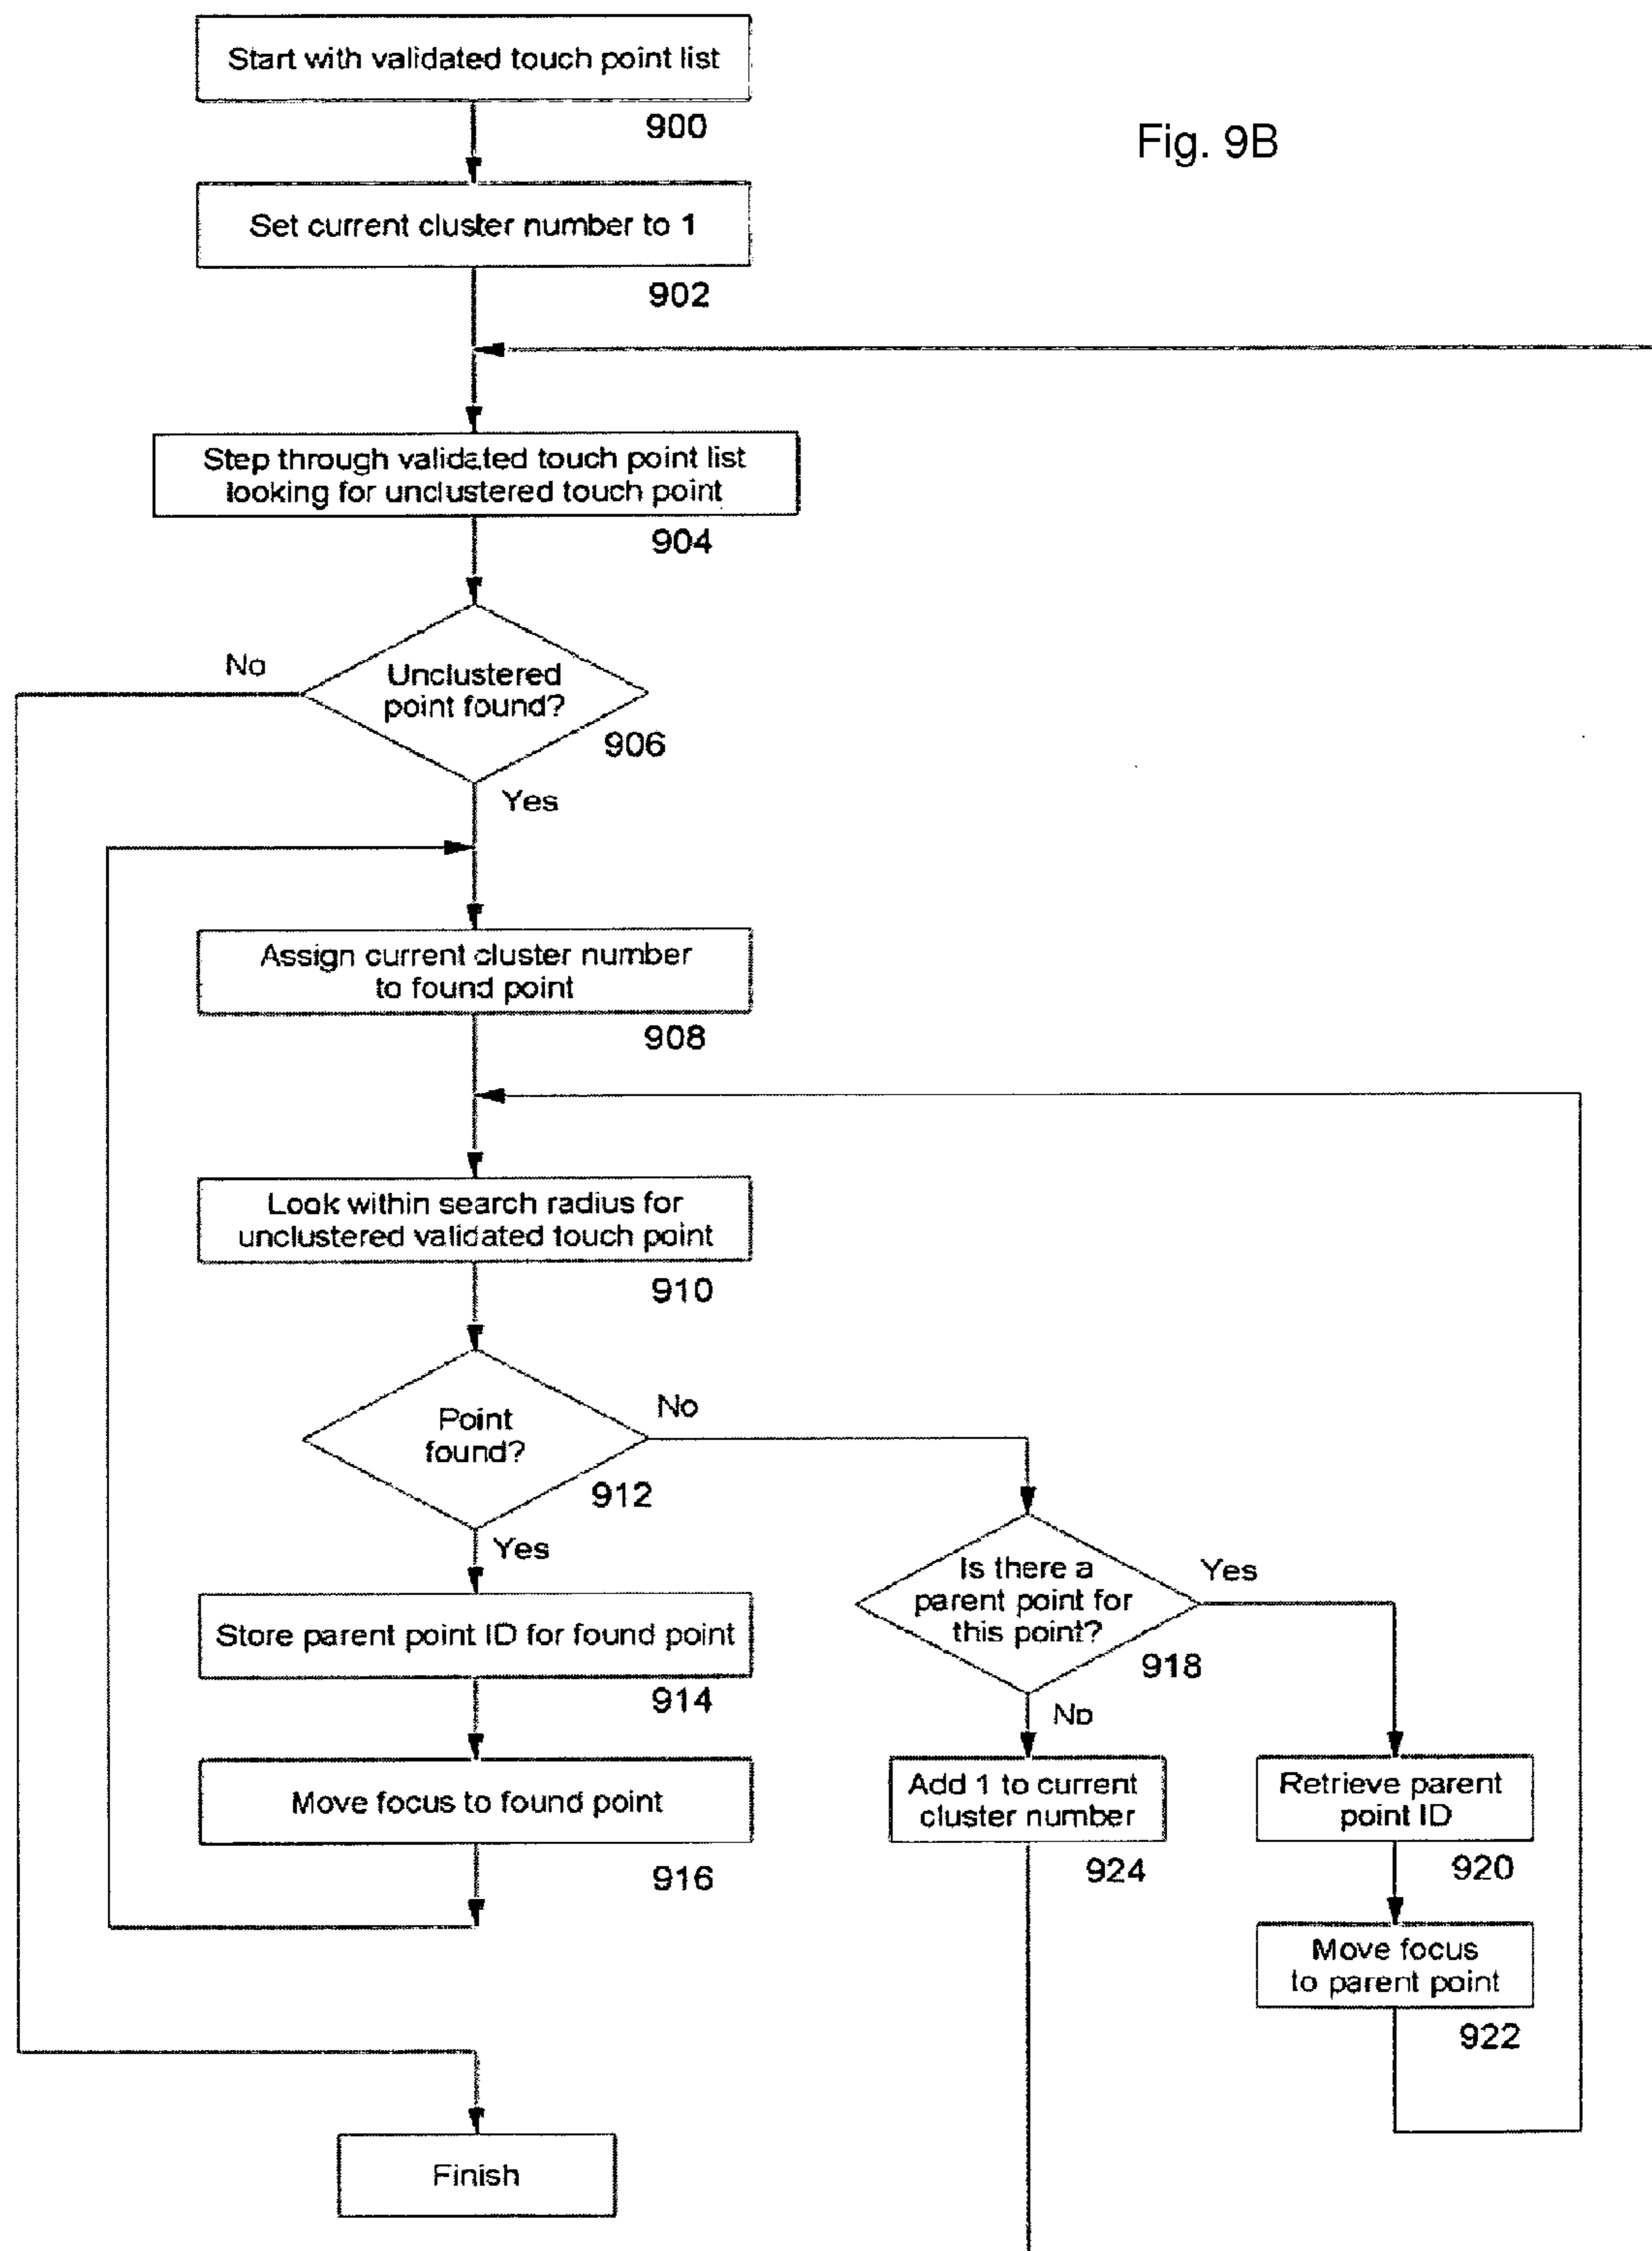 Start with validated touch point list
900
Fig. 9B
Set current cluster number to 1
902
Step through validated touch point list
looking for unclustered touch point
904
No
Unclustered
point found?
906
Yes
Assign current cluster number
to found point
908
Look within search radius for
unclustered validated touch point
910
Point
found?
No
912
Yes
Is there a
parent point for
this point?
Yes
918
No
Store parent point ID for found point
914
Move focus to found point
916
Add 1 to current
cluster number
924
Retrieve parent
point ID
920
Move focus
to parent point
922
Finish